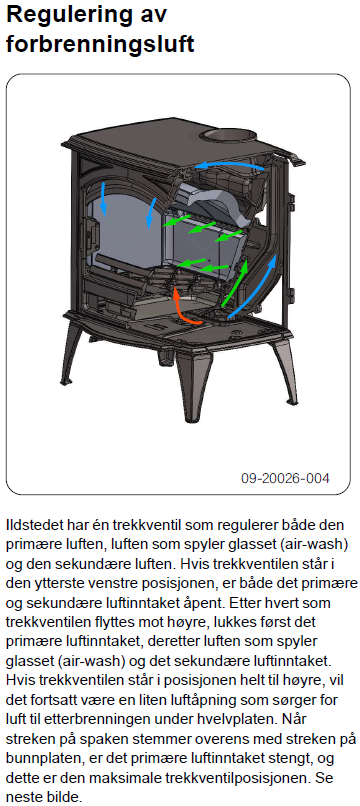 Regulering av
forbrenningsluft
09-20026-004
Ildstedet har én trekkventil som regulerer både den
primære luften, luften som spyler glasset (air-wash)
og den sekundære luften. Hvis trekkventilen står i
den ytterste venstre posisjonen, er både det primære
og sekundære luftinntaket åpent. Etter hvert som
trekkventilen flyttes mot høyre, lukkes først det
primære luftinntaket, deretter luften som spyler
glasset (air-wash) og det sekundære luftinntaket.
Hvis trekkventilen står i posisjonen helt til høyre, vil
det fortsatt være en liten luftåpning som sørger for
luft til etterbrenningen under hvelvplaten. Når
streken på spaken stemmer overens med streken på
bunnplaten, er det primære luftinntaket stengt, og
dette er den maksimale trekkventilposisjonen. Se
neste bilde.